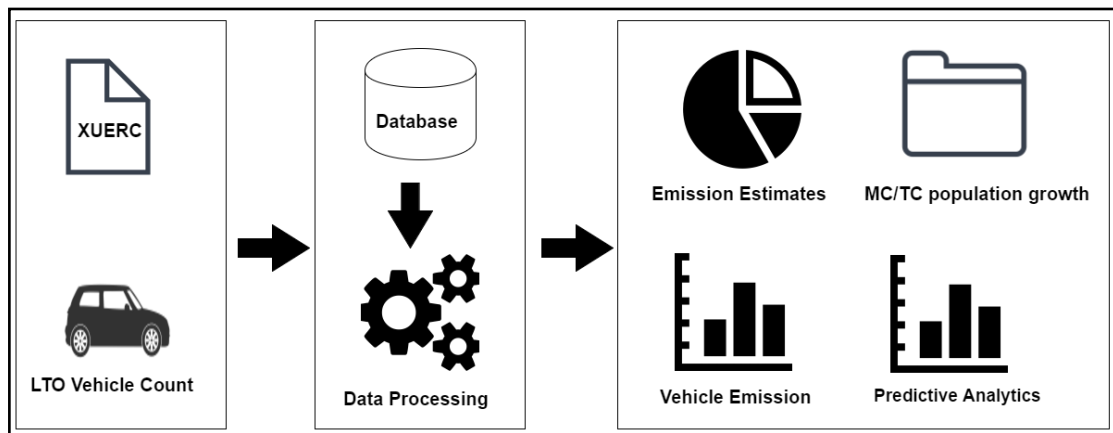 XUERC
LTO Vehicle Count
Database
Data Processing
Emission Estimates
MC/TC population growth
Vehicle Emission
Predictive Analytics